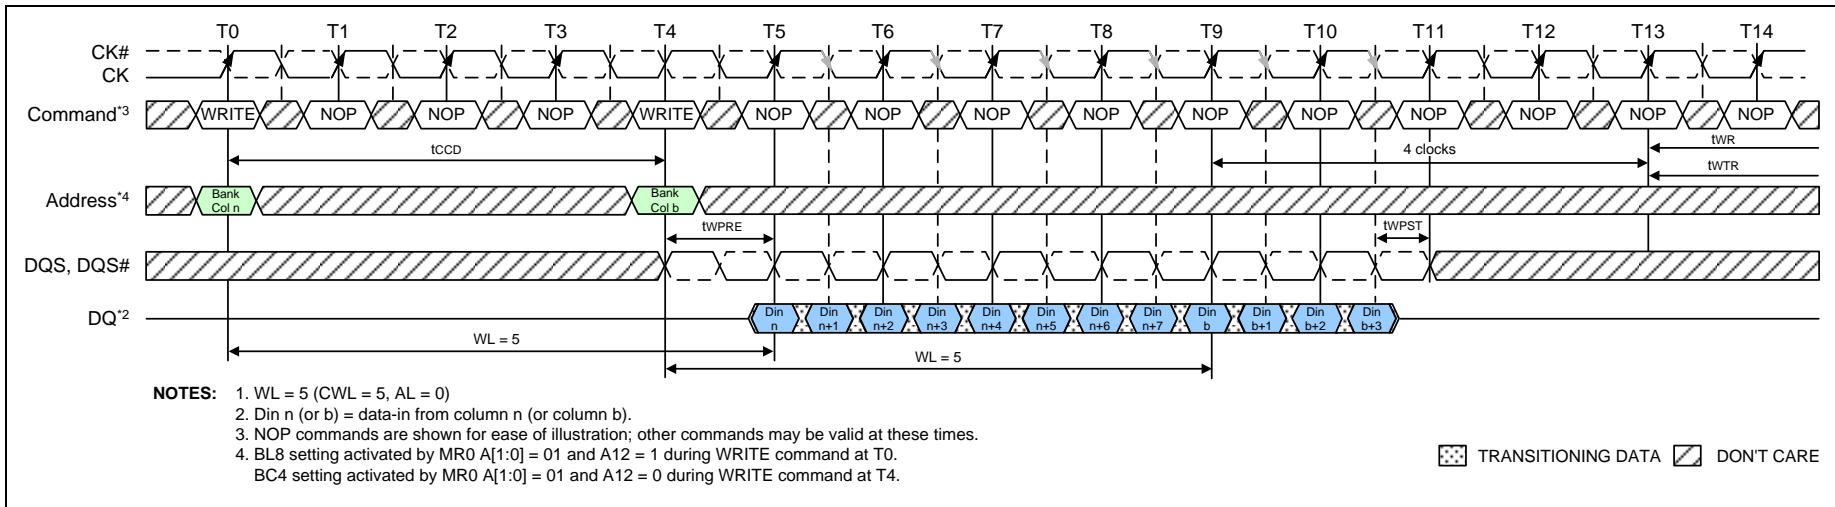 T0 T1 T2 T3 T4 T5 T6 T7 T8 T9 T10 T11 T12 T13 T14
CK#
CK
Command*3 WRITE NOP NOP NOP WRITE NOP NOP NOP NOP NOP NOP NOP NOP NOP NOP
tCCD 4 clocks tWR
tWTR
Address*4 Bank Col n Bank Col b
tWPRE tWPST
DQS, DQS#
DQ*2 Din n Din n+1 Din n+2 Din n+3 Din n+4 Din n+5 Din n+6 Din n+7 Din b Din b+1 Din b+2 Din b+3
WL = 5
WL = 5
NOTES: 1. WL = 5 (CWL = 5, AL = 0)
2. Din n (or b) = data-in from column n (or column b).
3. NOP commands are shown for ease of illustration; other commands may be valid at these times.
4. BL8 setting activated by MR0 A[1:0] = 01 and A12 = 1 during WRITE command at T0.
BC4 setting activated by MR0 A[1:0] = 01 and A12 = 0 during WRITE command at T4.
TRANSITIONING DATA DON'T CARE